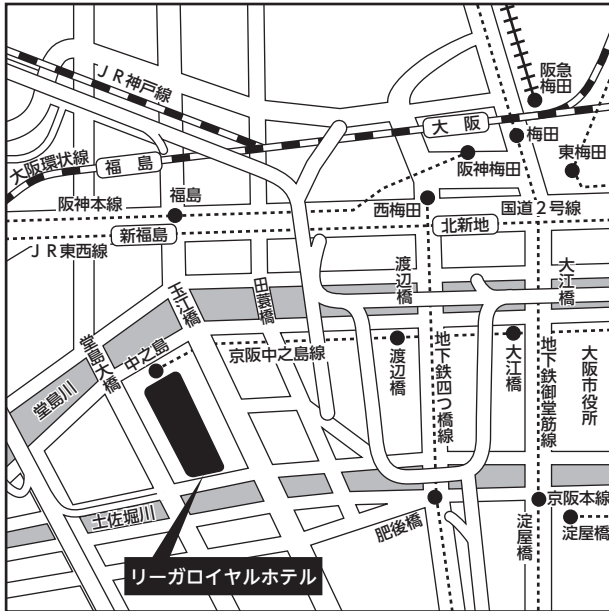 JR神戸線
阪急
梅田
大阪
梅田
大阪環状線
福島
阪神梅田
東梅田
阪神本線
福島
西梅田
国道2号線
新福島
北新地
JR東西線
玉江橋
田蓑橋
渡辺橋
大江橋
堂島大橋
中之島
京阪中之島線
渡辺橋
地下鉄四つ橋線
大江橋
地下鉄御堂筋線
大阪市役所
堂島川
土佐堀川
肥後橋
淀屋橋
京阪本線
淀屋橋
リーガロイヤルホテル